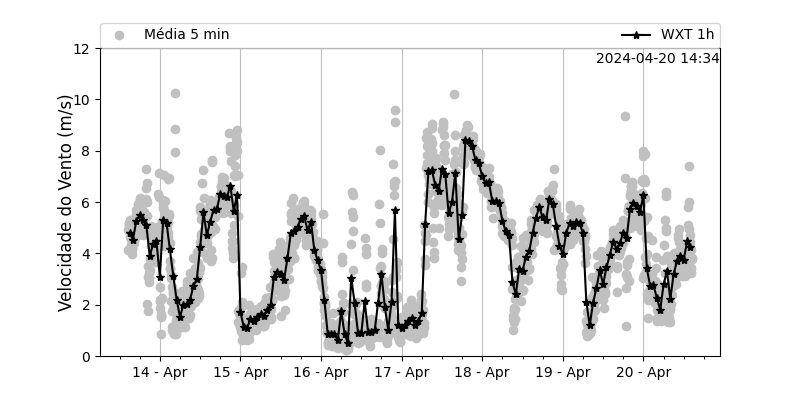 Média 5 min
WXT 1h
2024-04-20 14:34
Velocidade do Vento (m/s)
12
10
8
6
4
2
0
14 - Apr 15 - Apr 16 - Apr 17 - Apr 18 - Apr 19 - Apr 20 - Apr